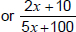 or (2x + 10)/(5x+100)